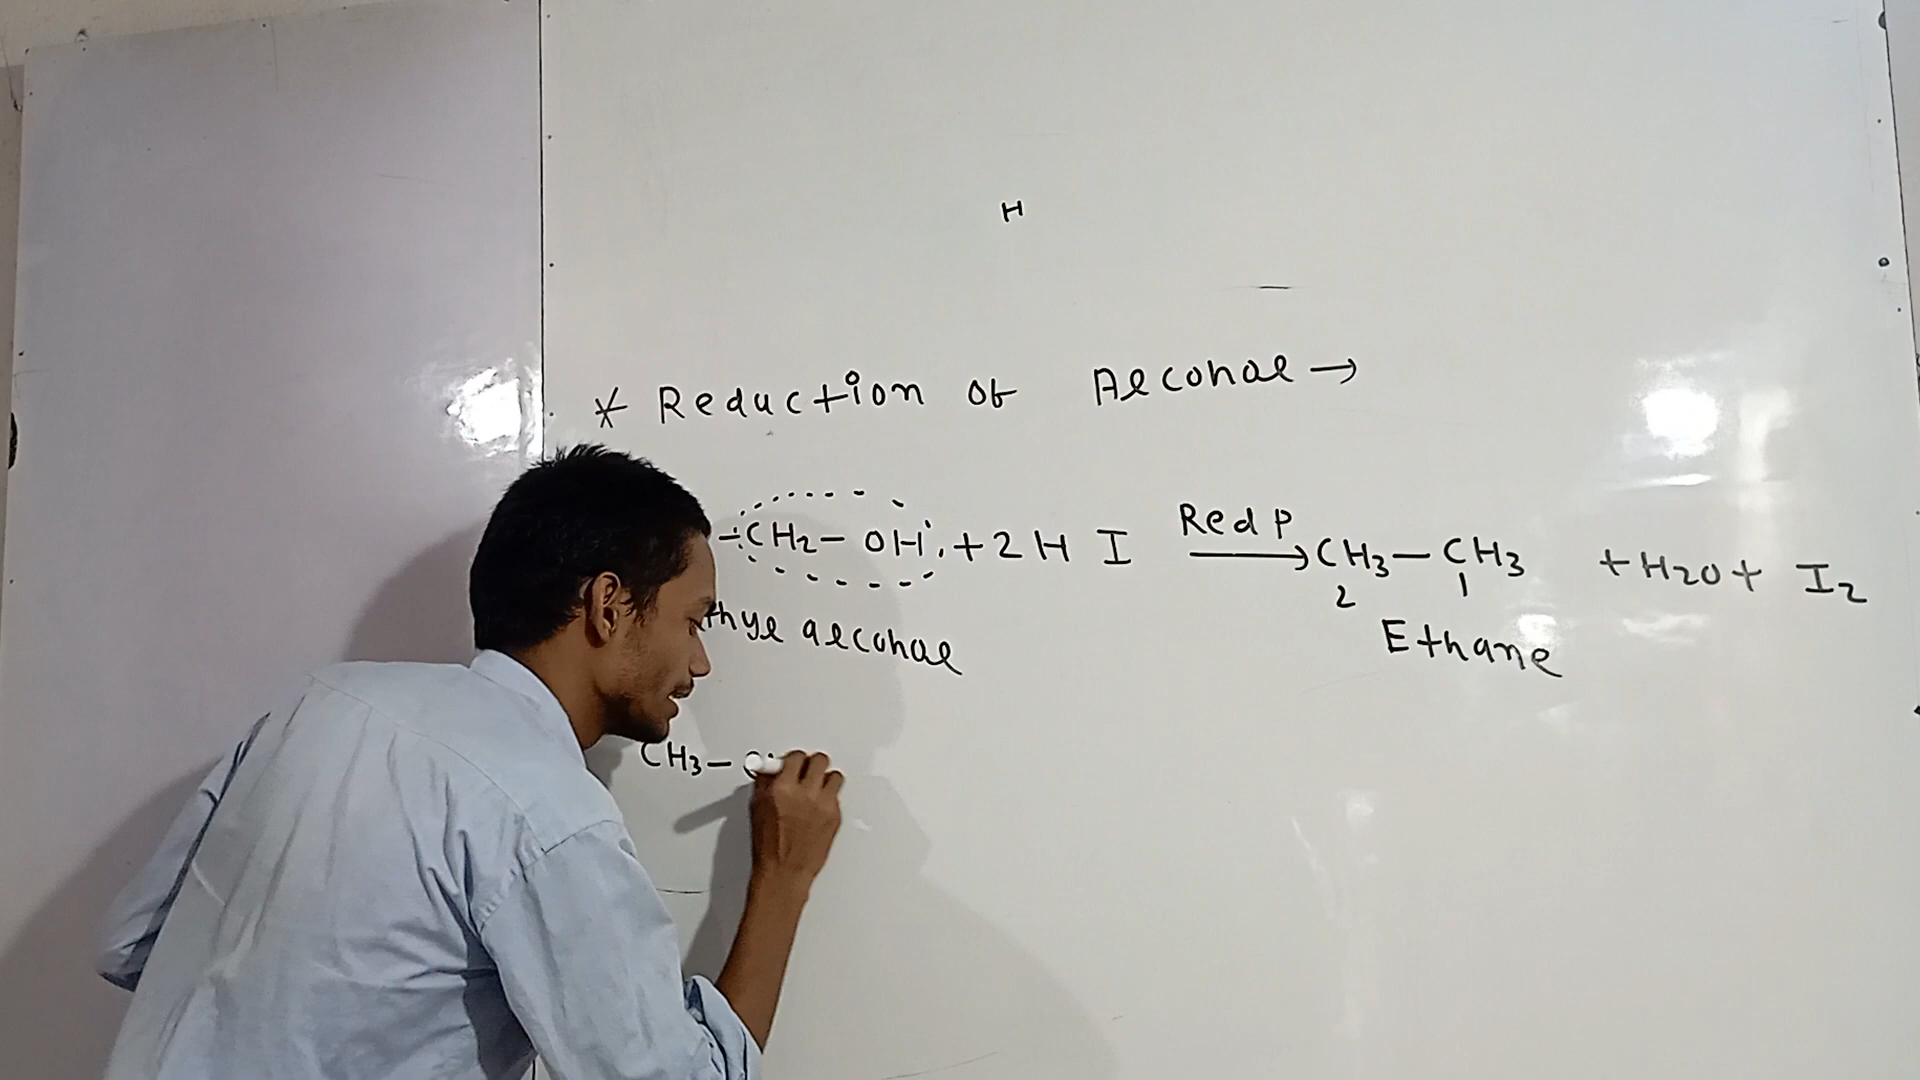 H
* Reduction of Alcohal →
-CH2- OH + 2 H I Red P → CH3 - CH3 + H2O + I2
2 1
thyl alcohal
Ethane
CH3 -